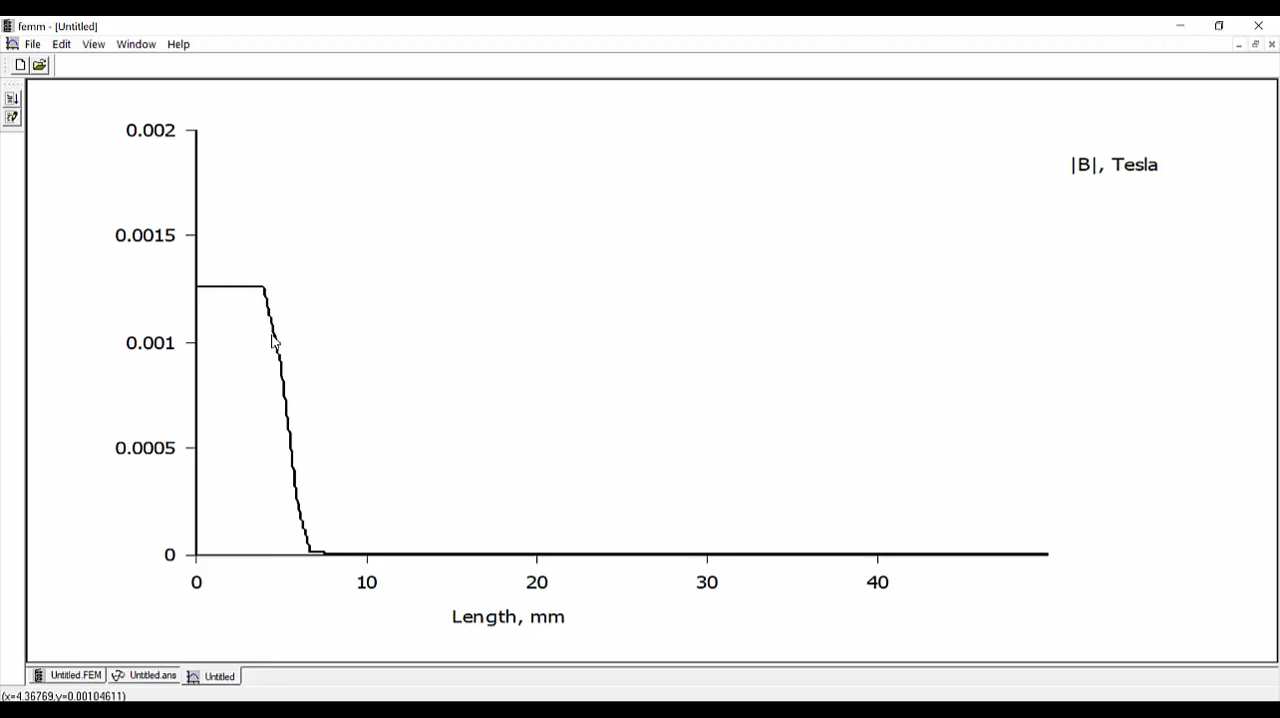 femm - [Untitled]
File Edit View Window Help
0.002
|B|, Tesla
0.0015
0.001
0.0005
0
0 10 20 30 40
Length, mm
Untitled.FEM Untitled.ans Untitled
(x=4.36769,y=0.00104611)